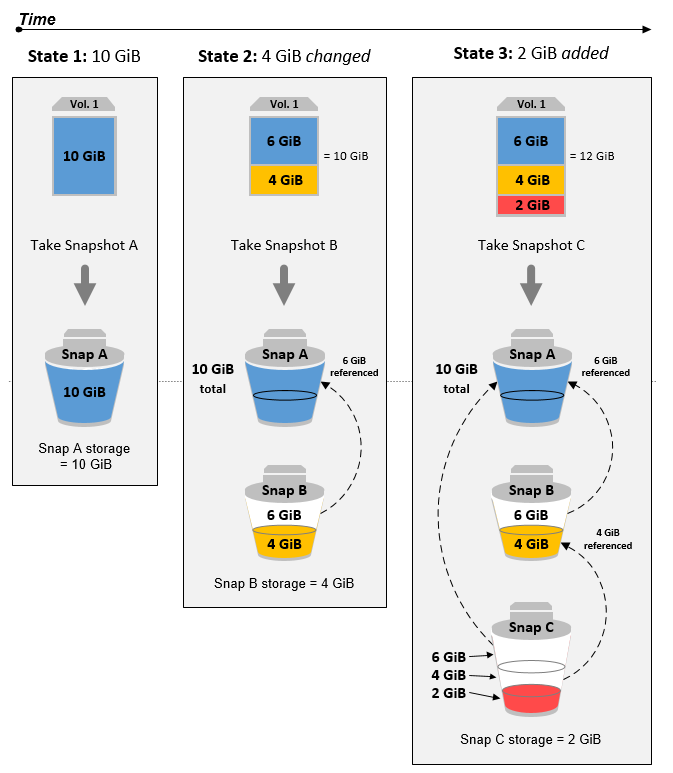 Time
State 1: 10 GiB
Vol. 1
10 GiB
Take Snapshot A
Snap A
10 GiB
Snap A storage
= 10 GiB
State 2: 4 GiB changed
Vol. 1
6 GiB
4 GiB
= 10 GiB
Take Snapshot B
Snap A
10 GiB
total
6 GiB
referenced
Snap B
6 GiB
4 GiB
Snap B storage = 4 GiB
State 3: 2 GiB added
Vol. 1
6 GiB
4 GiB
2 GiB
= 12 GiB
Take Snapshot C
Snap A
10 GiB
total
6 GiB
referenced
Snap B
6 GiB
4 GiB
4 GiB
referenced
Snap C
6 GiB
4 GiB
2 GiB
Snap C storage = 2 GiB